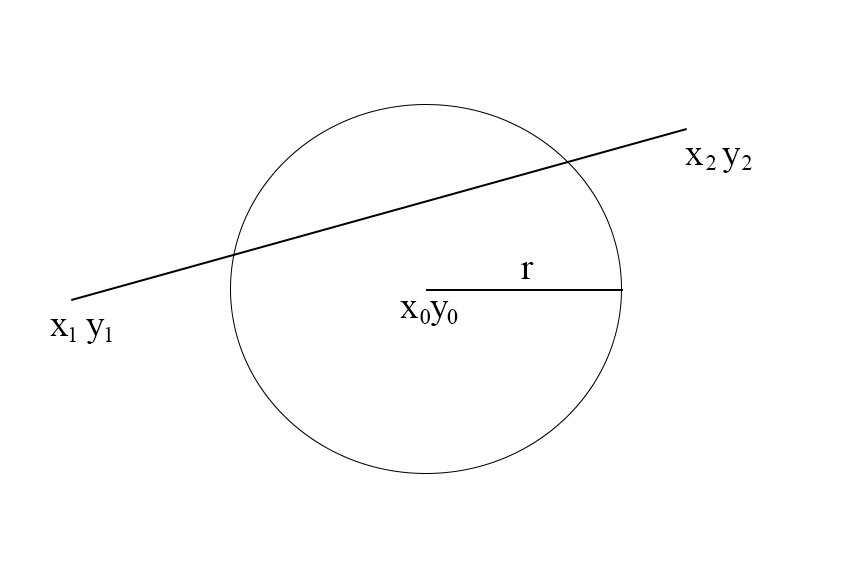 x₂ y₂
r
x₀y₀
x₁ y₁